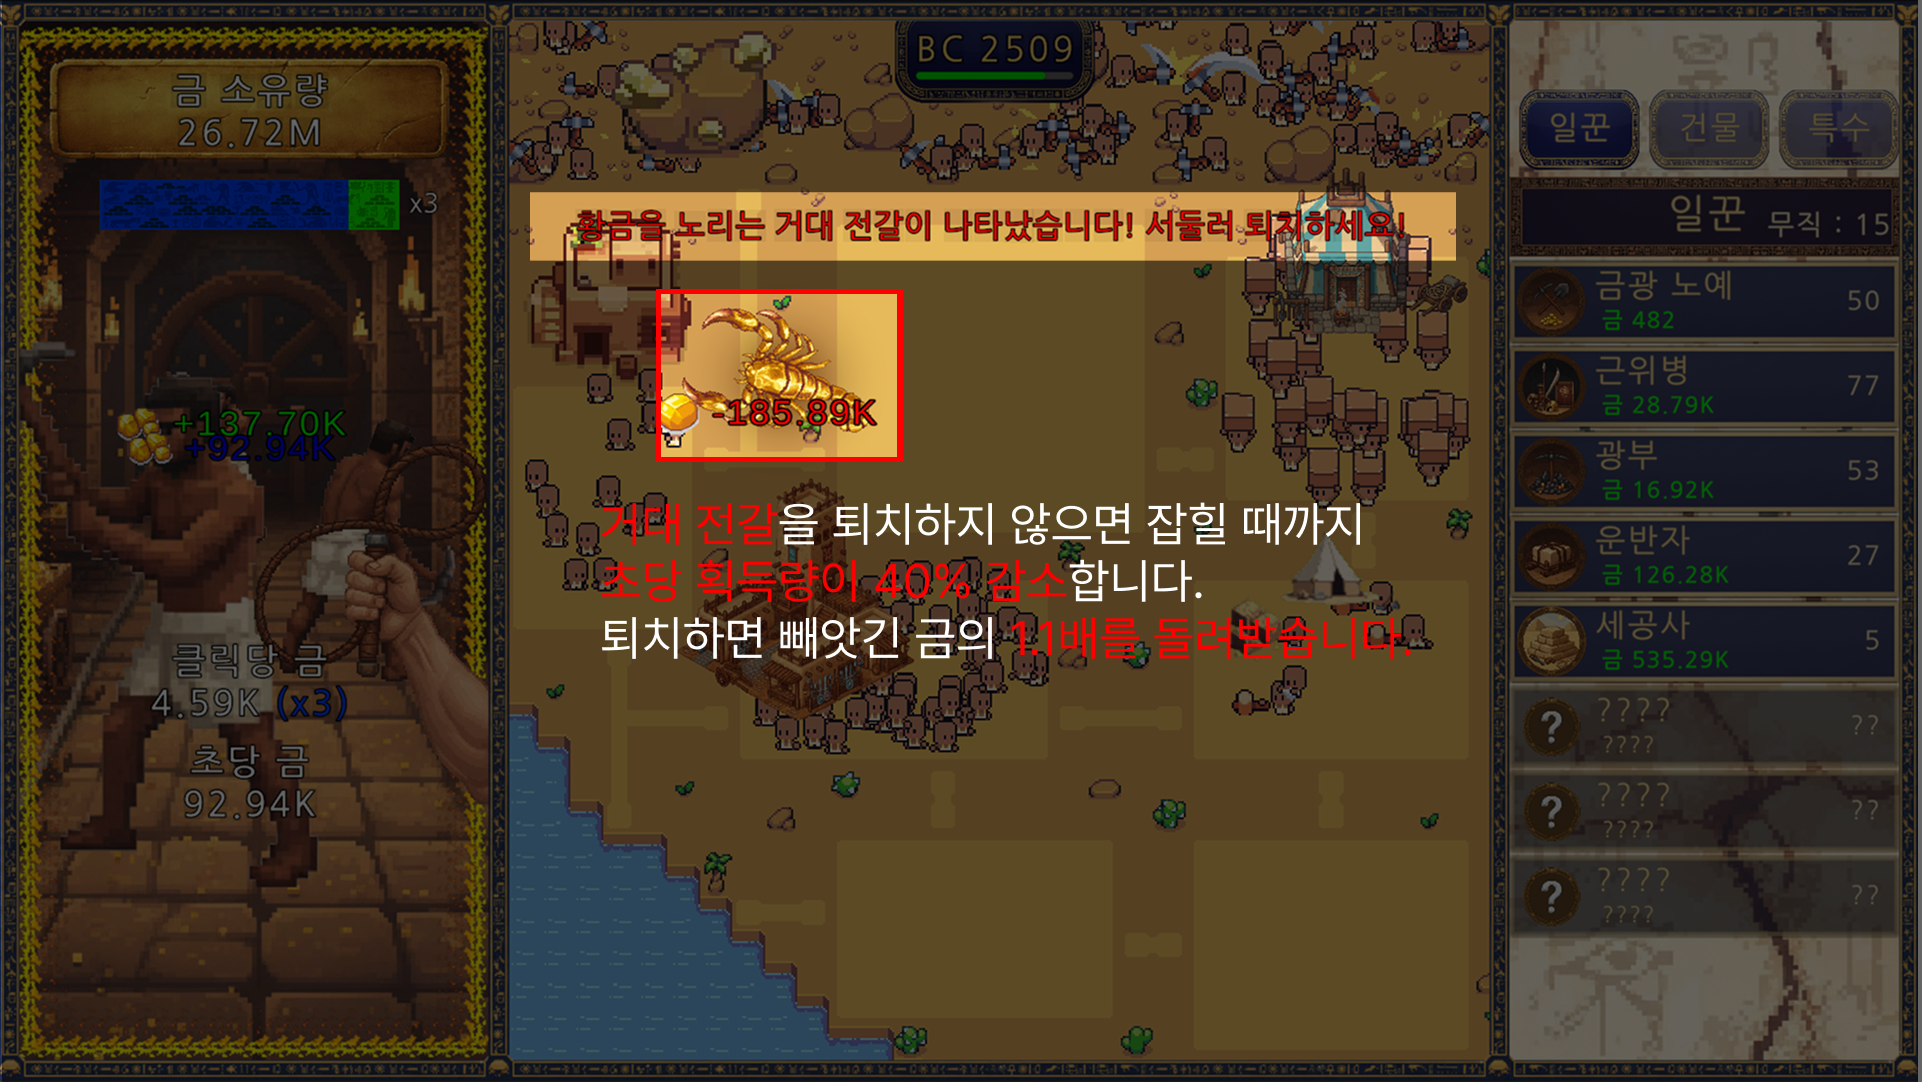 금 소유량
26.72M
x3
+137.70K
+92.94K
클릭당 금
4.59K (x3)
초당 금
92.94K
BC 2509
황금을 노리는 거대 전갈이 나타났습니다! 서둘러 퇴치하세요!
-185.89K
거대 전갈을 퇴치하지 않으면 잡힐 때까지
초당 획득량이 40% 감소합니다.
퇴치하면 빼앗긴 금의 1.1배를 돌려받습니다.
일꾼
건물
특수
일꾼 무직 : 15
금광 노예
금 482
50
근위병
금 28.79K
77
광부
금 16.92K
53
운반자
금 126.28K
27
세공사
금 535.29K
5
?
????
????
??
?
????
????
??
?
????
????
??